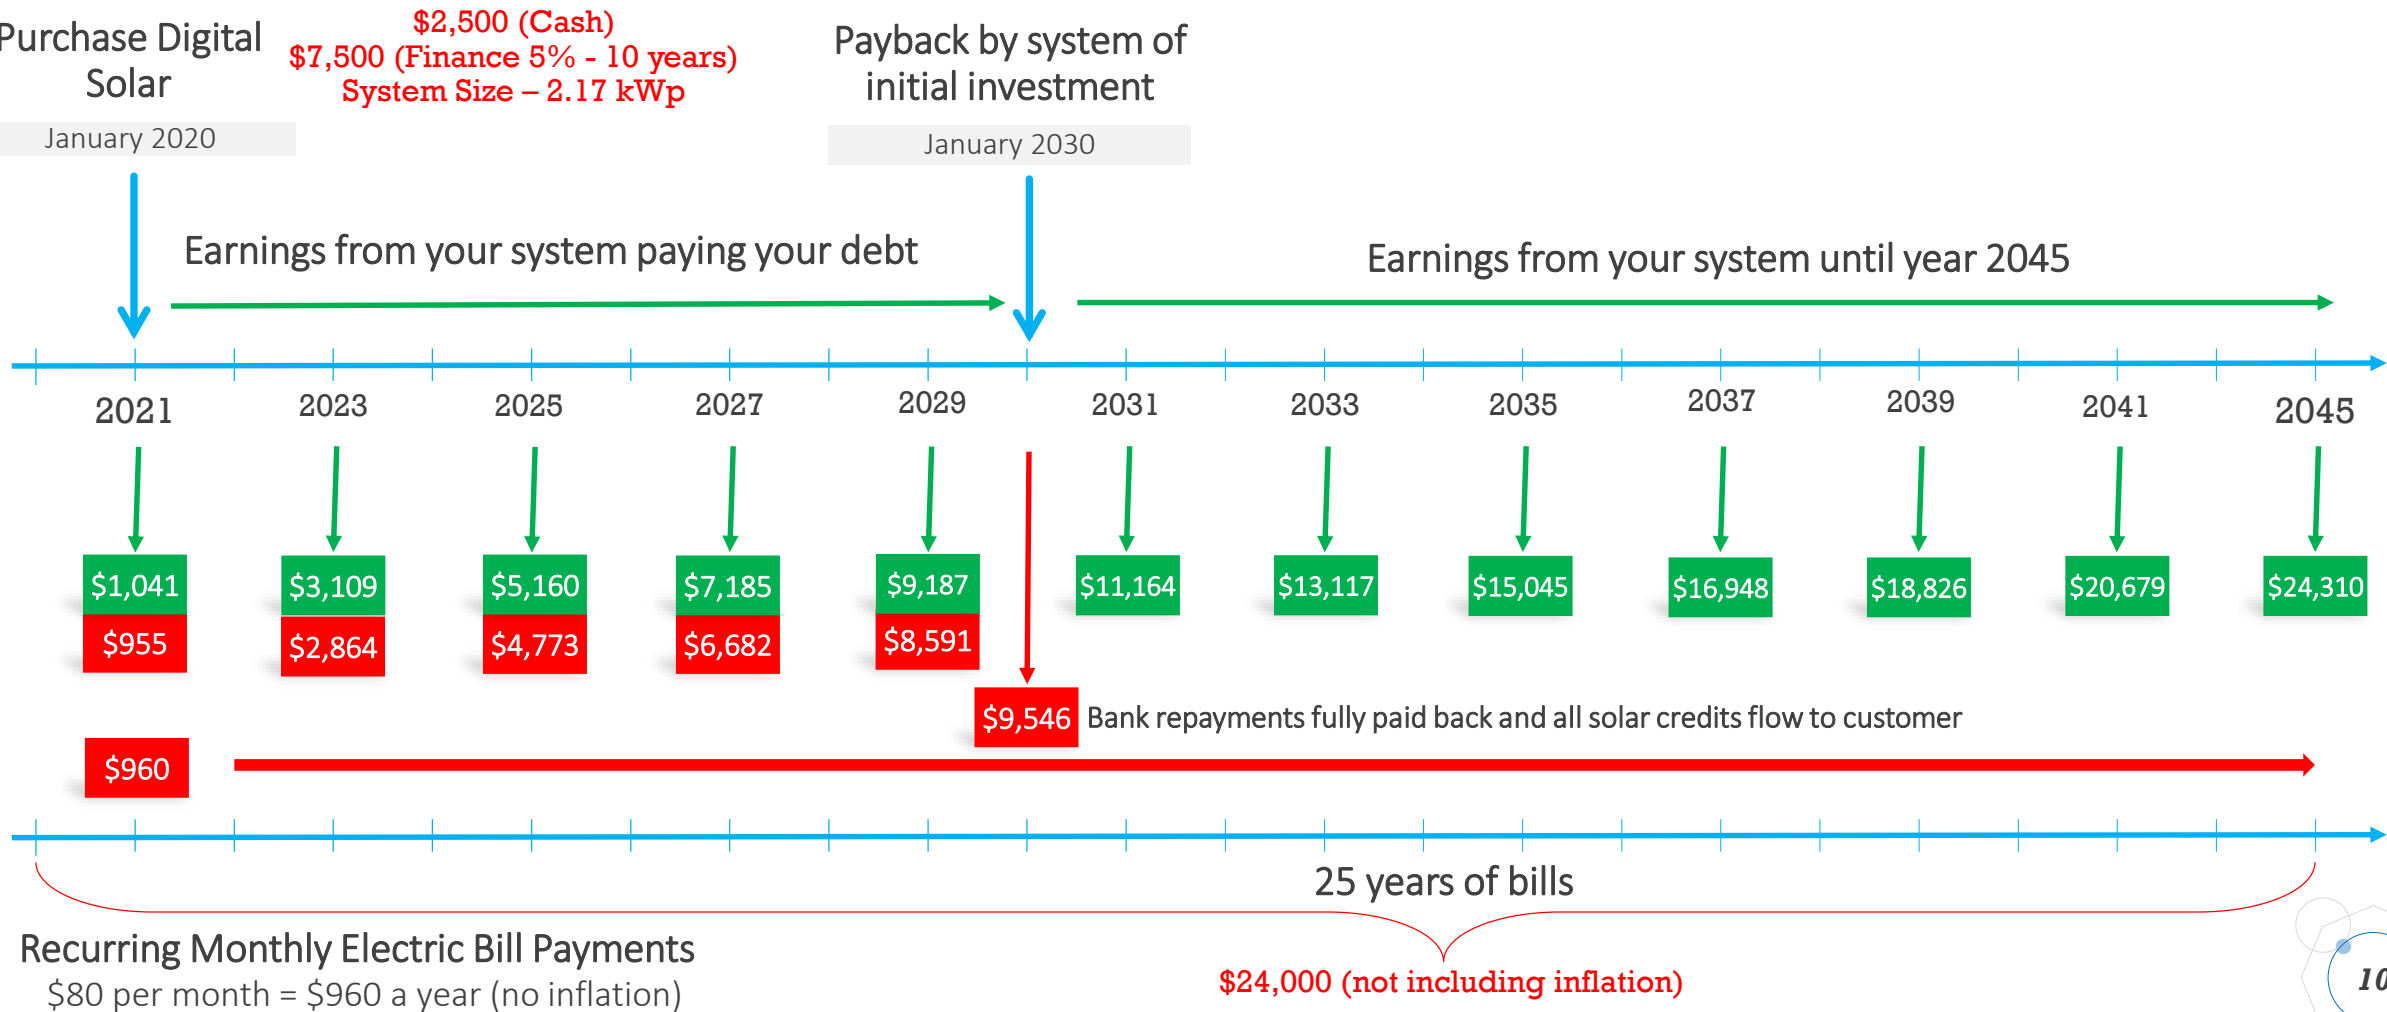 Purchase Digital
Solar
January 2020
$2,500 (Cash)
$7,500 (Finance 5% - 10 years)
System Size – 2.17 kWp
Payback by system of
initial investment
January 2030
Earnings from your system paying your debt
Earnings from your system until year 2045
2021 2023 2025 2027 2029 2031 2033 2035 2037 2039 2041 2045
$1,041 $3,109 $5,160 $7,185 $9,187 $11,164 $13,117 $15,045 $16,948 $18,826 $20,679 $24,310
$955 $2,864 $4,773 $6,682 $8,591
$9,546 Bank repayments fully paid back and all solar credits flow to customer
$960
25 years of bills
Recurring Monthly Electric Bill Payments
$80 per month = $960 a year (no inflation)
$24,000 (not including inflation)
10